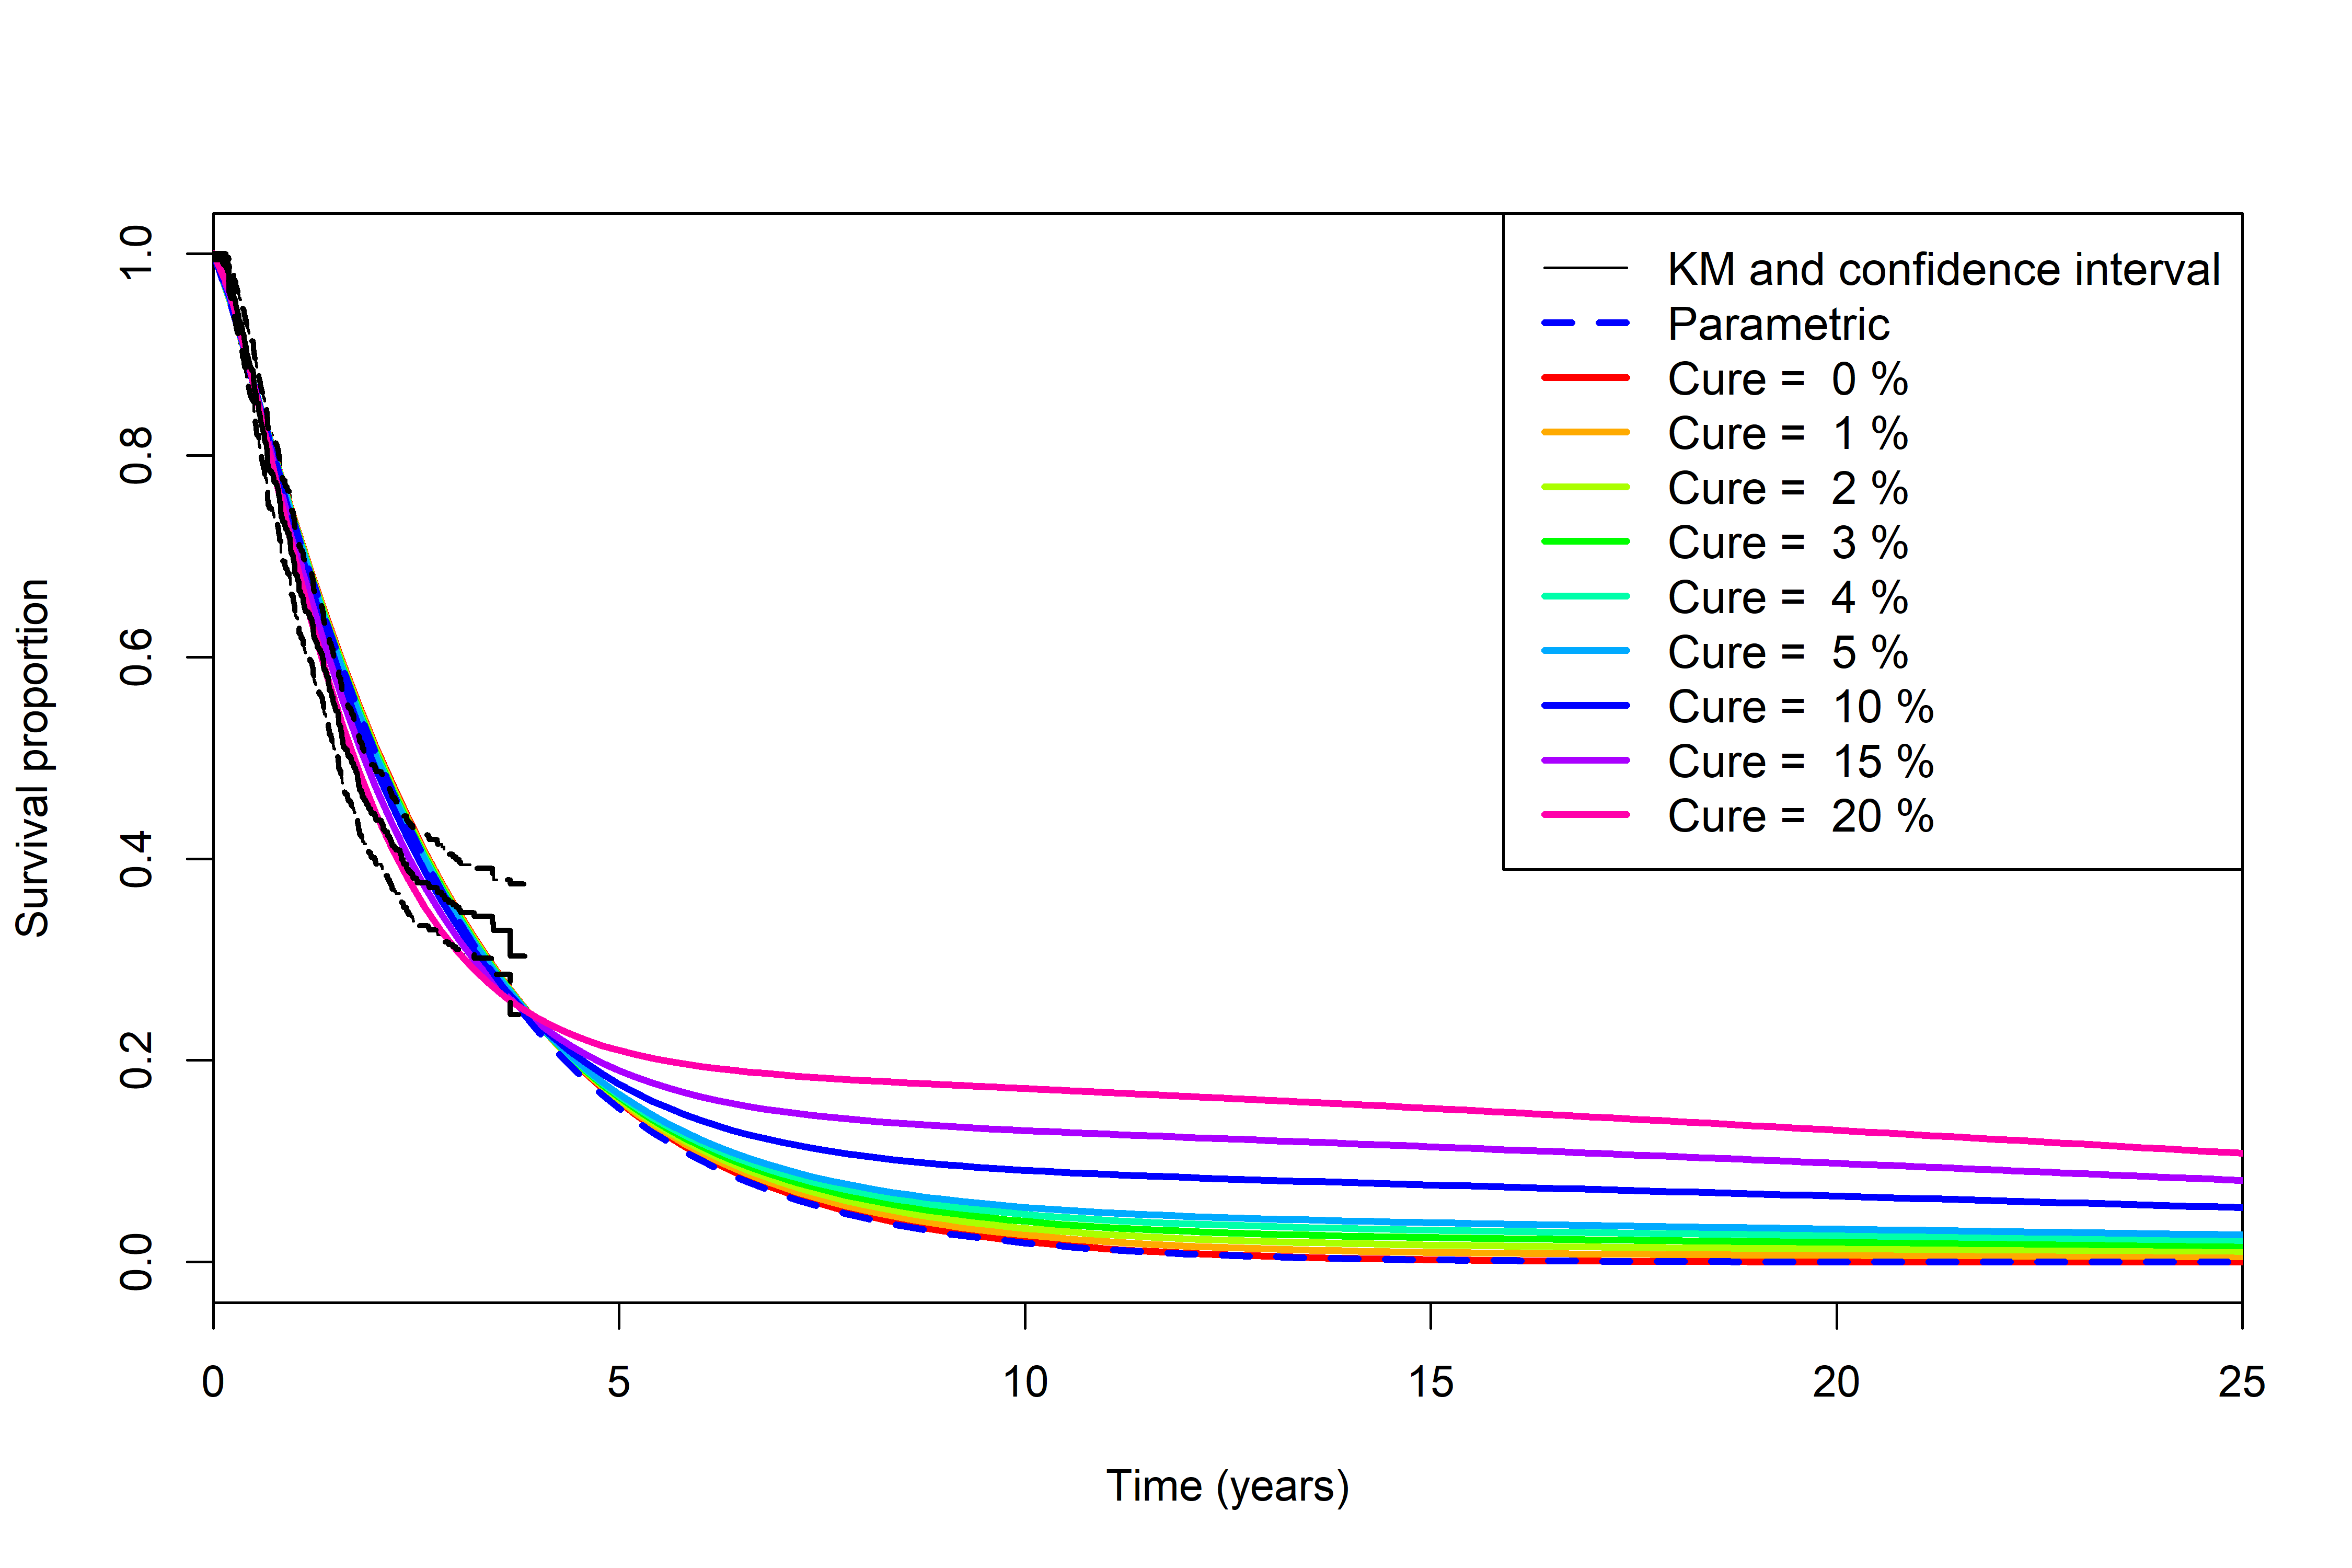 KM and confidence interval
Parametric
Cure = 0 %
Cure = 1 %
Cure = 2 %
Cure = 3 %
Cure = 4 %
Cure = 5 %
Cure = 10 %
Cure = 15 %
Cure = 20 %
Survival proportion
1.0
0.8
0.6
0.4
0.2
0.0
0 5 10 15 20 25
Time (years)